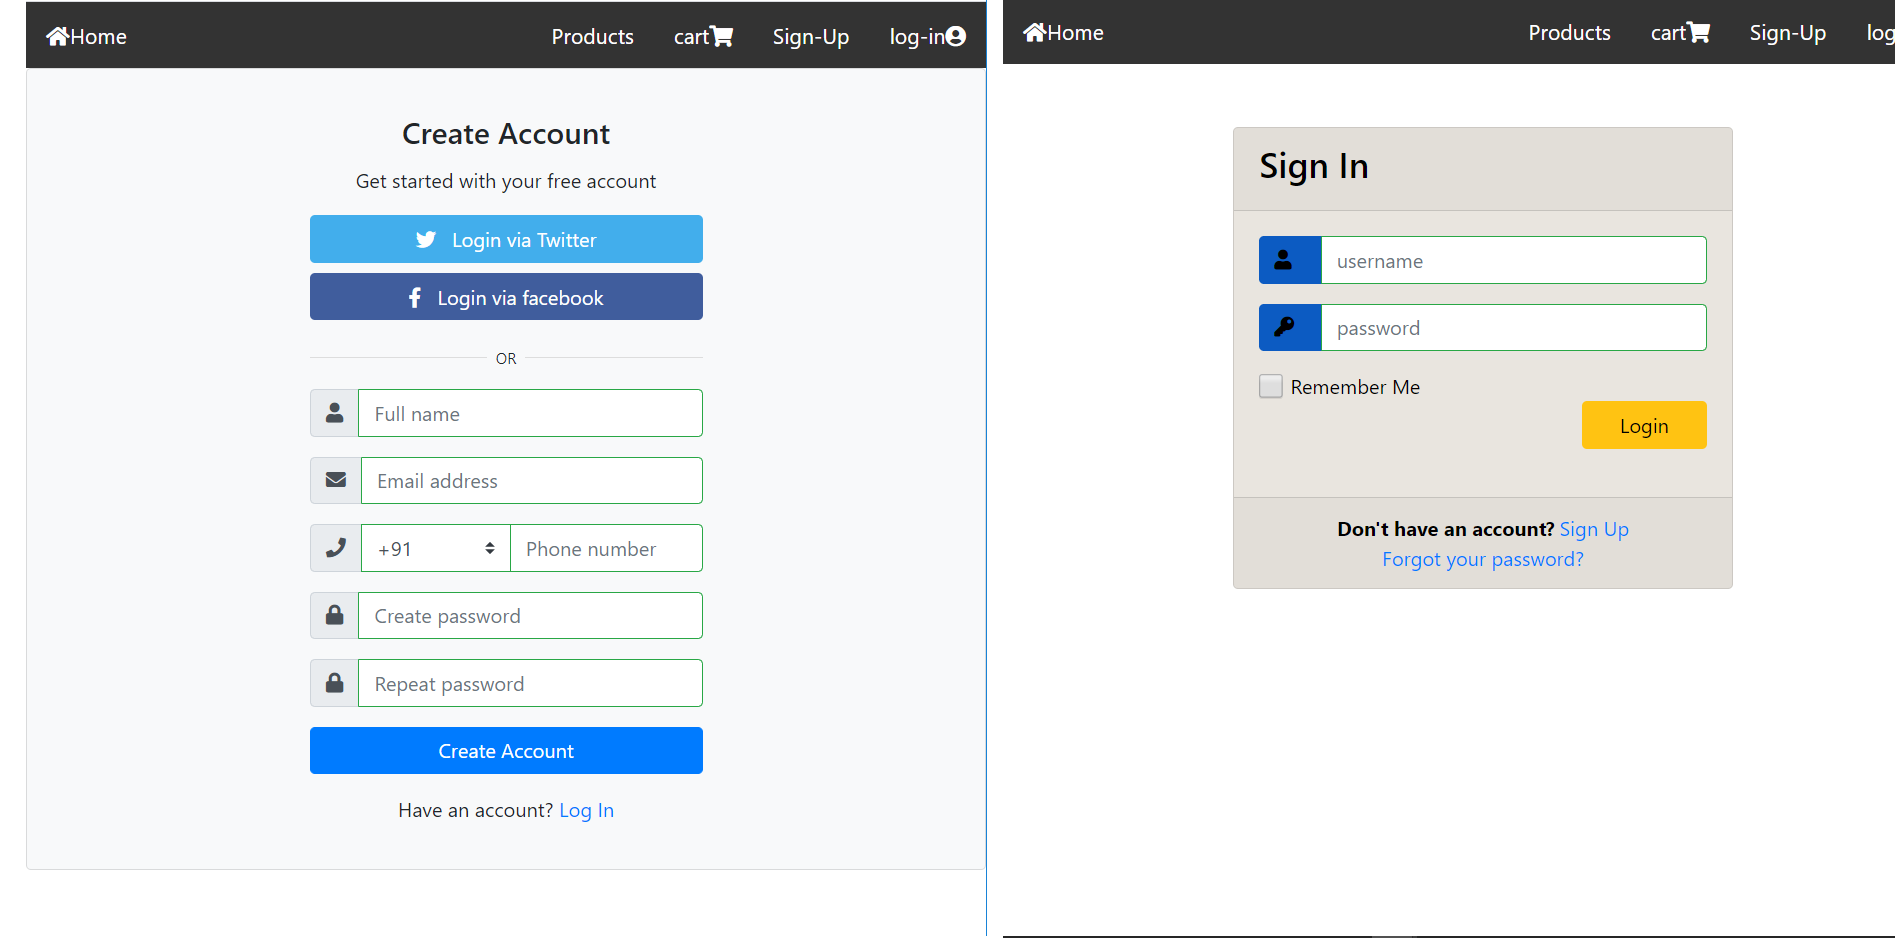 Home Products cart Sign-Up log-in
Create Account
Get started with your free account
Login via Twitter
Login via facebook
OR
Full name
Email address
+91 Phone number
Create password
Repeat password
Create Account
Have an account? Log In
Home Products cart Sign-Up log
Sign In
username
password
Remember Me
Login
Don't have an account? Sign Up
Forgot your password?